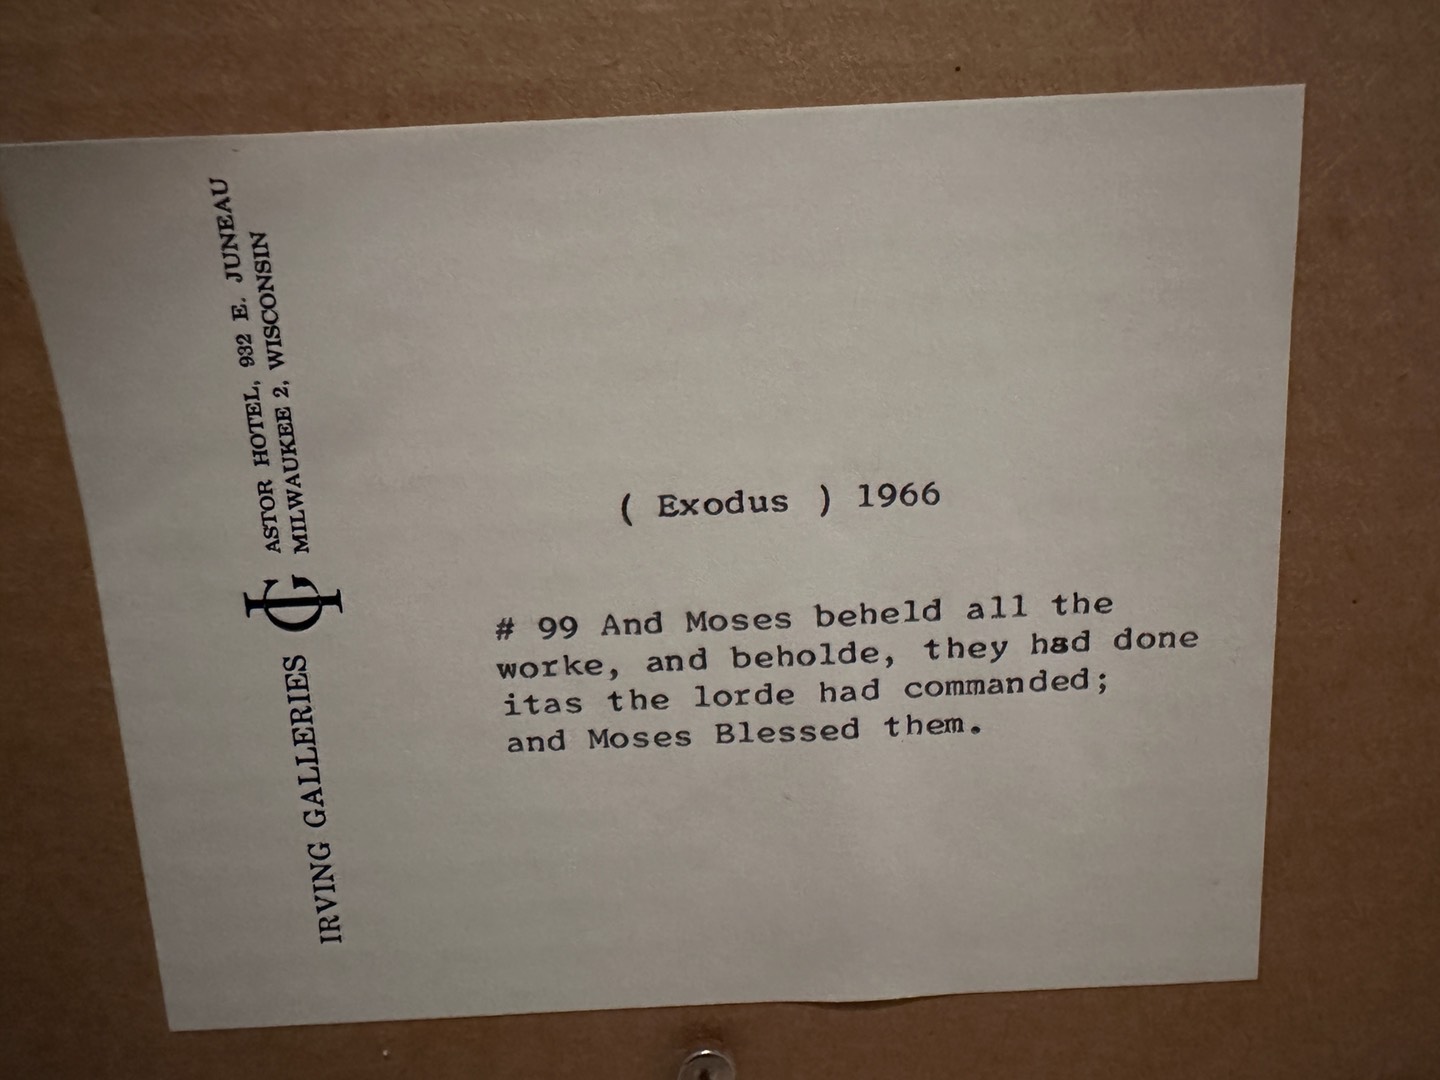 IRVING GALLERIES
IG
ASTOR HOTEL, 932 E. JUNEAU
MILWAUKEE 2, WISCONSIN
( Exodus ) 1966
# 99 And Moses beheld all the
worke, and beholde, they had done
itas the lorde had commanded;
and Moses Blessed them.